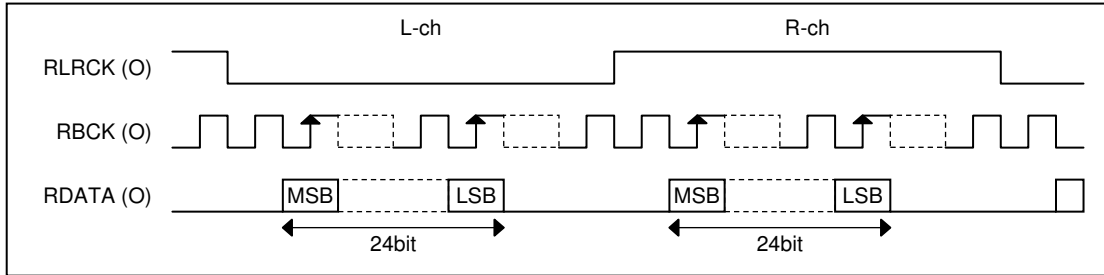 L-ch R-ch
RLRCK (O)
RBCK (O)
RDATA (O) MSB LSB MSB LSB
24bit 24bit